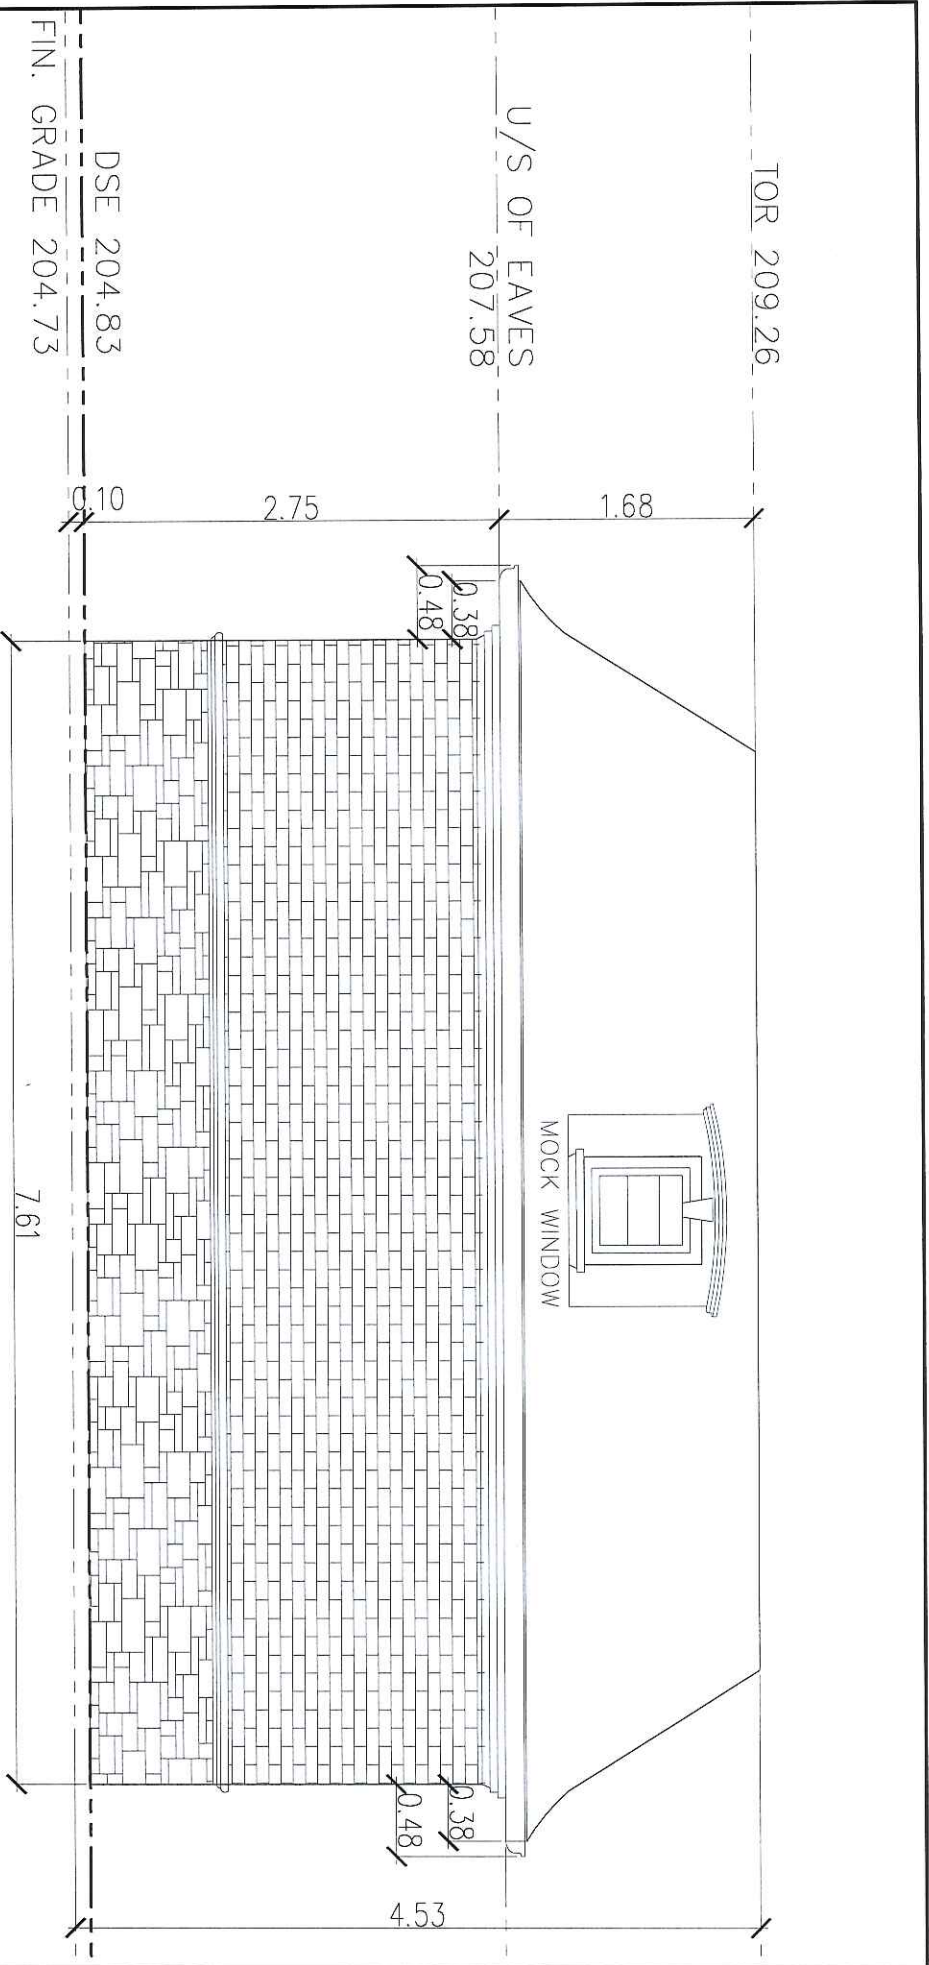 TOR 209.26
U/S OF EAVES
207.58
DSE 204.83
FIN. GRADE 204.73
1.68
2.75
0.10
0.38
0.48
MOCK WINDOW
0.38
0.48
4.53
7.61